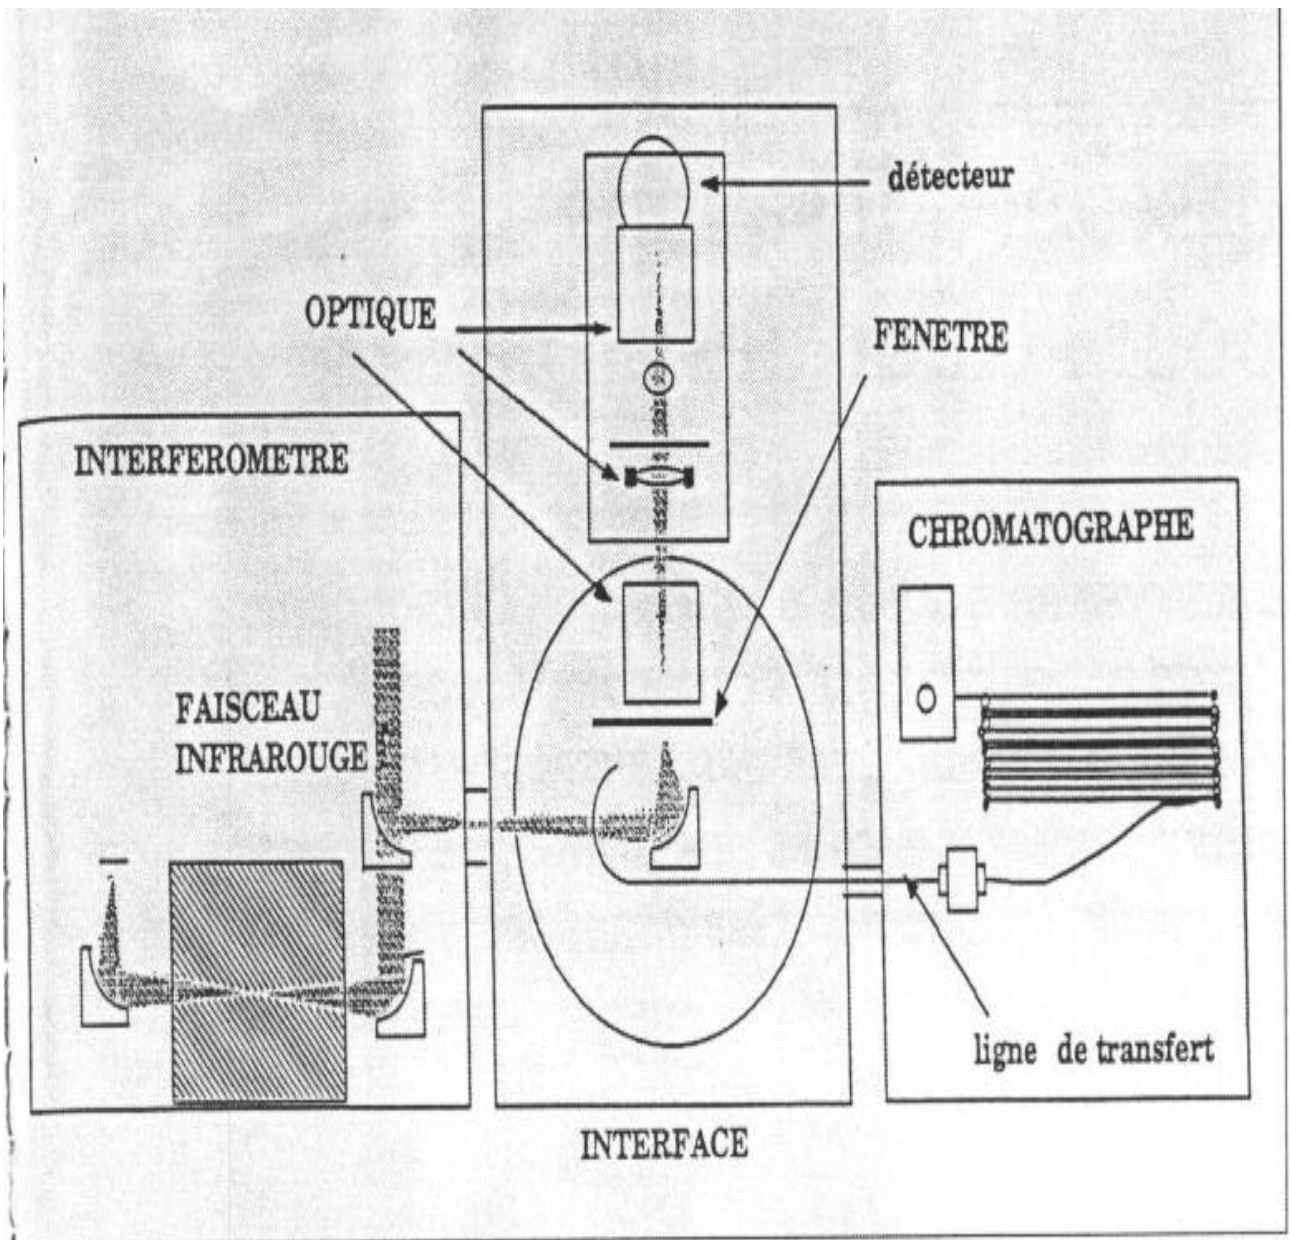 détecteur
OPTIQUE
FENETRE
INTERFEROMETRE
CHROMATOGRAPHE
FAISCEAU
INFRAROUGE
ligne de transfert
INTERFACE